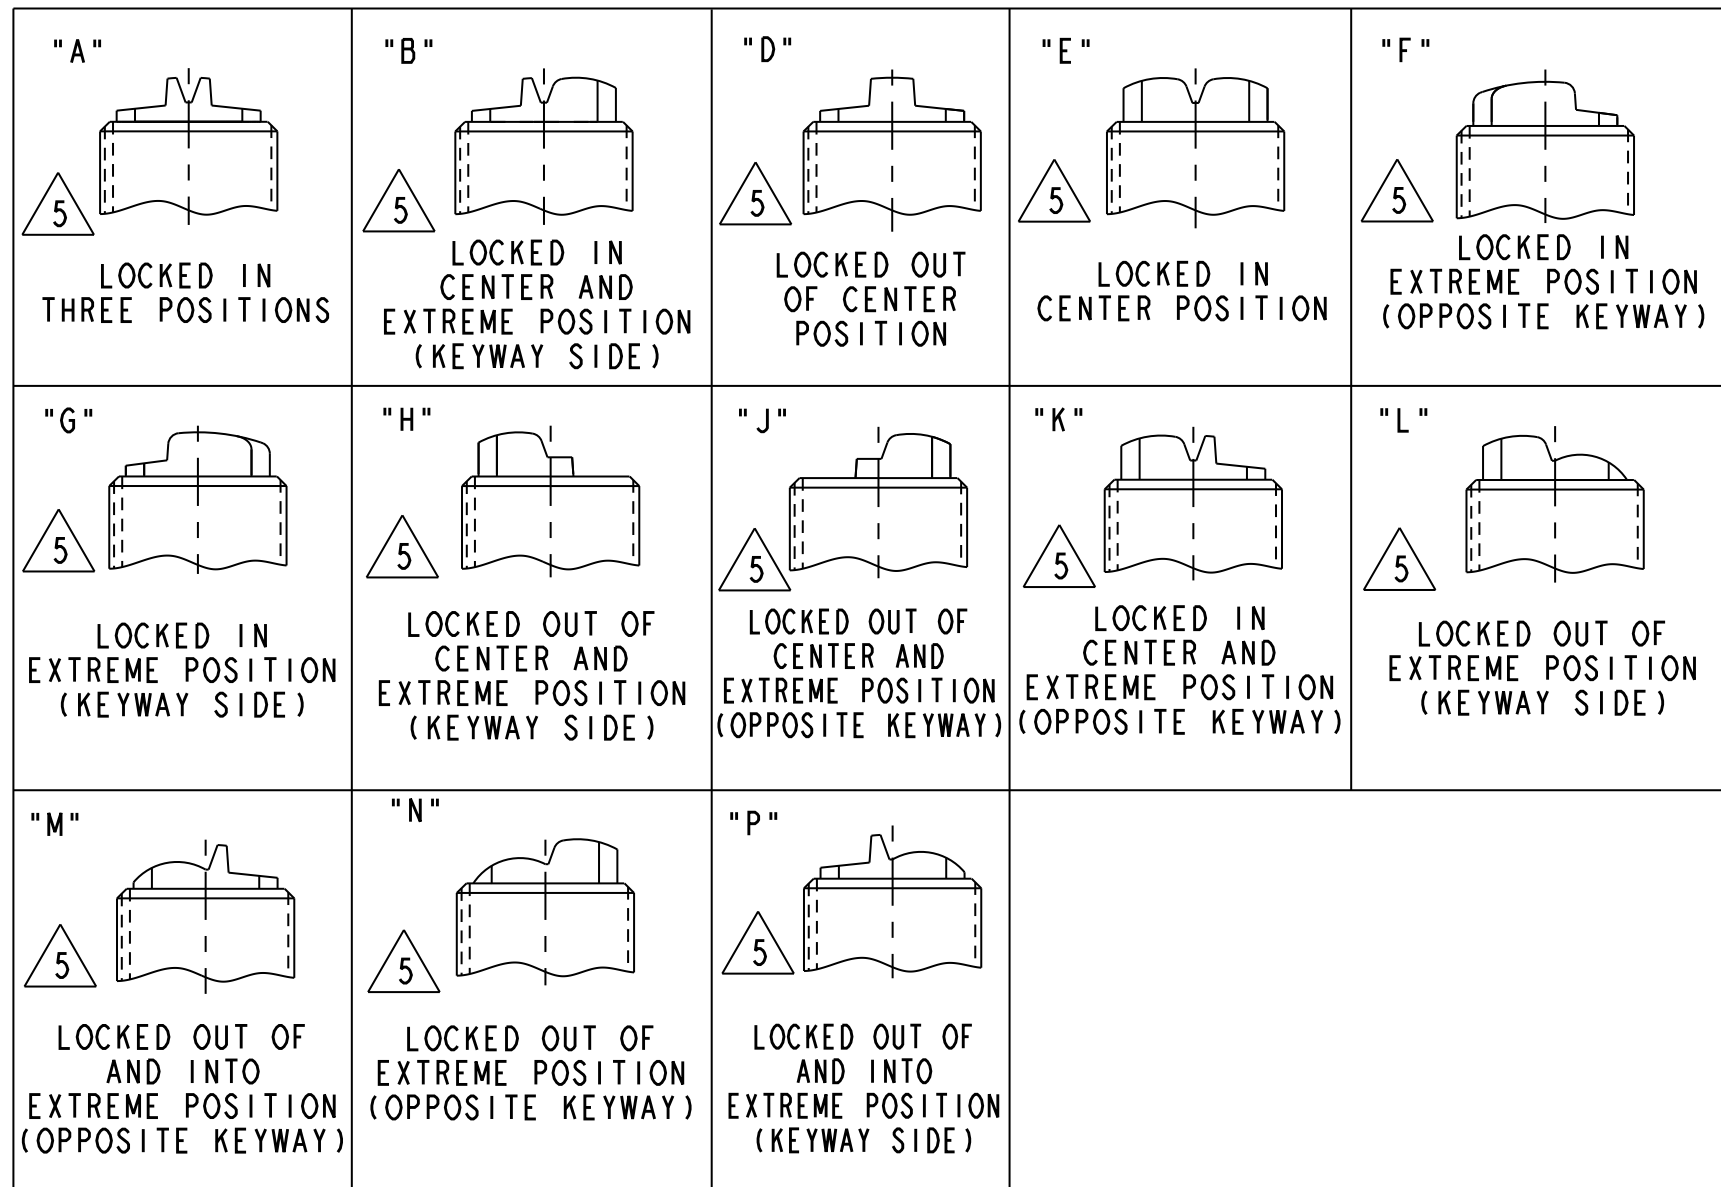 "A"
5
LOCKED IN
THREE POSITIONS
"B"
5
LOCKED IN
CENTER AND
EXTREME POSITION
(KEYWAY SIDE)
"D"
5
LOCKED OUT
OF CENTER
POSITION
"E"
5
LOCKED IN
CENTER POSITION
"F"
5
LOCKED IN
EXTREME POSITION
(OPPOSITE KEYWAY)
"G"
5
LOCKED IN
EXTREME POSITION
(KEYWAY SIDE)
"H"
5
LOCKED OUT OF
CENTER AND
EXTREME POSITION
(KEYWAY SIDE)
"J"
5
LOCKED OUT OF
CENTER AND
EXTREME POSITION
(OPPOSITE KEYWAY)
"K"
5
LOCKED IN
CENTER AND
EXTREME POSITION
(OPPOSITE KEYWAY)
"L"
5
LOCKED OUT OF
EXTREME POSITION
(KEYWAY SIDE)
"M"
5
LOCKED OUT OF
AND INTO
EXTREME POSITION
(OPPOSITE KEYWAY)
"N"
5
LOCKED OUT OF
EXTREME POSITION
(OPPOSITE KEYWAY)
"P"
5
LOCKED OUT OF
AND INTO
EXTREME POSITION
(KEYWAY SIDE)